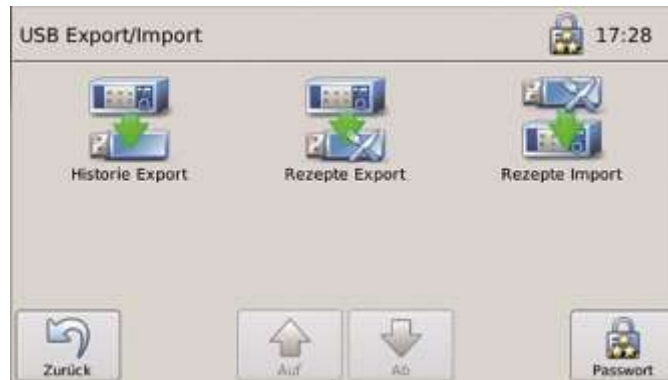 USB Export/Import 17:28
Historie Export Rezepte Export Rezepte Import
Zurück Auf Ab Passwort